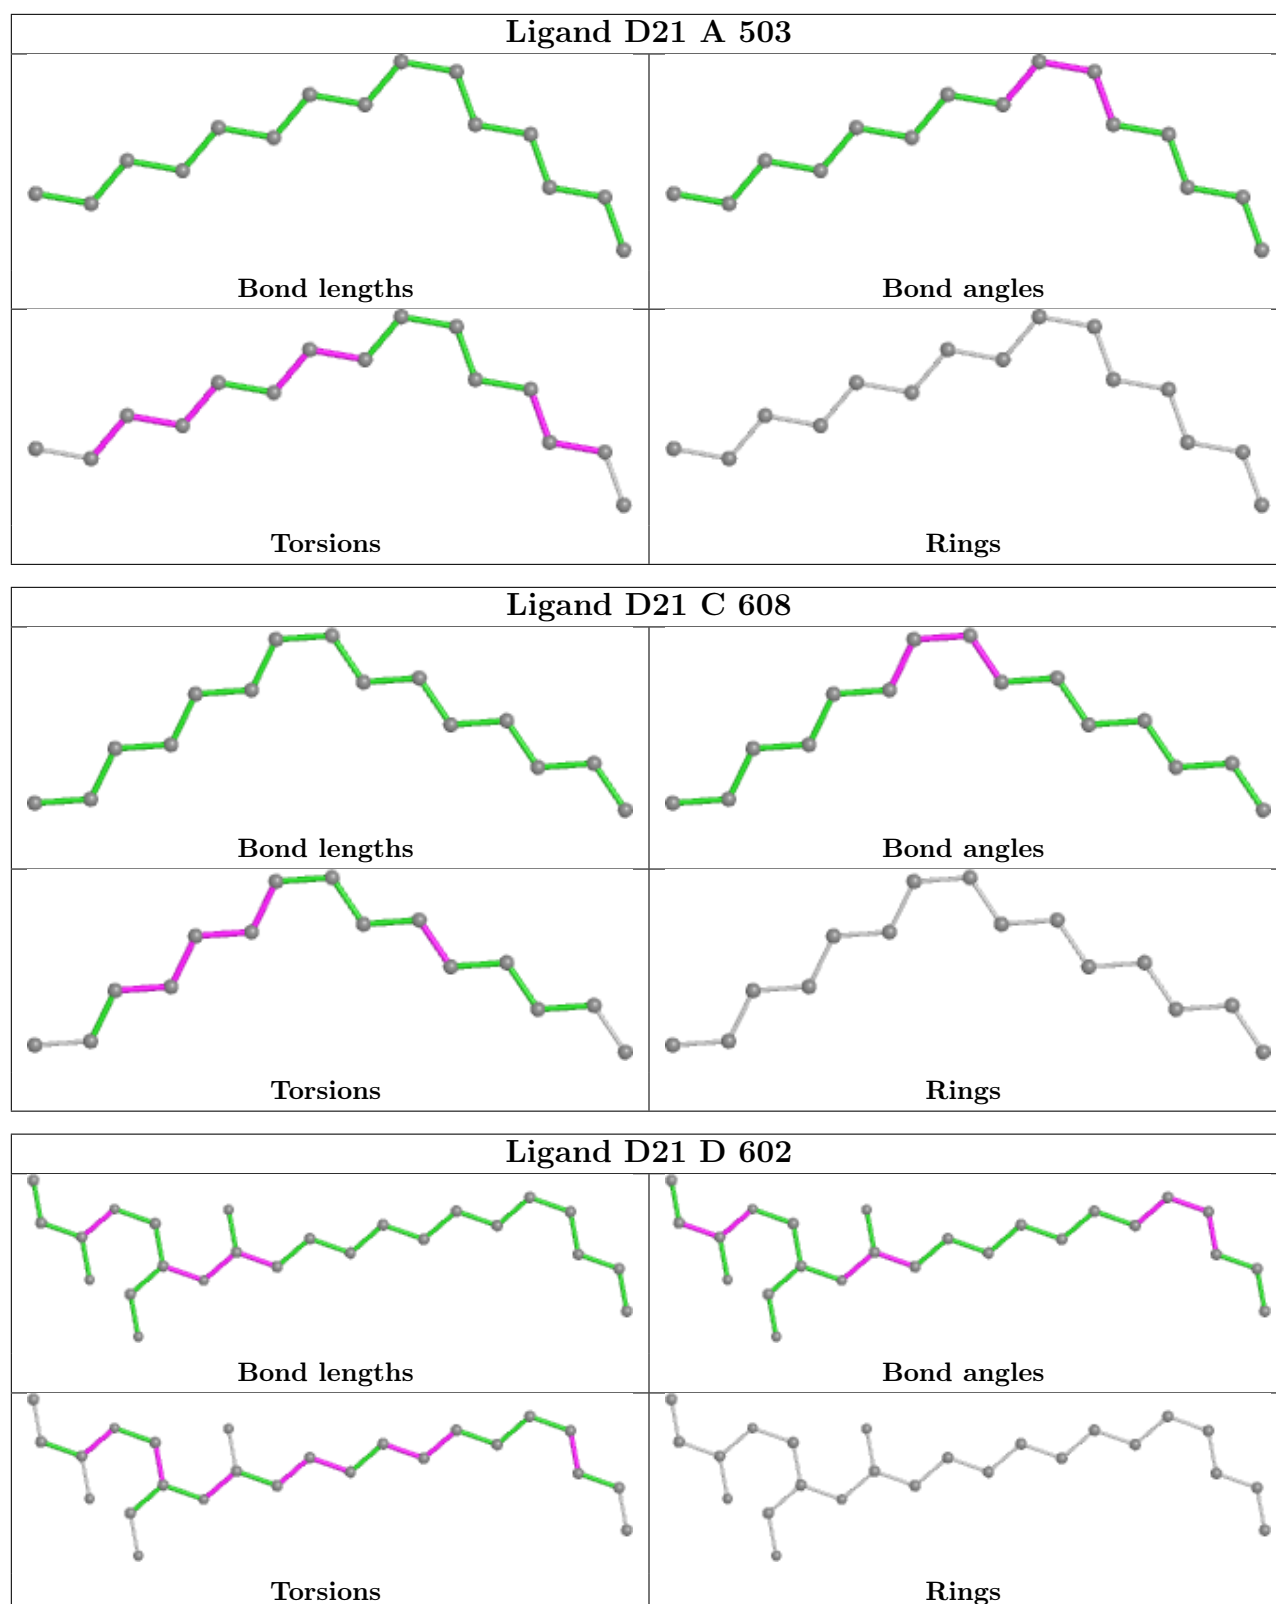 Ligand D21 A 503
Bond lengths
Bond angles
Torsions
Rings
Ligand D21 C 608
Bond lengths
Bond angles
Torsions
Rings
Ligand D21 D 602
Bond lengths
Bond angles
Torsions
Rings